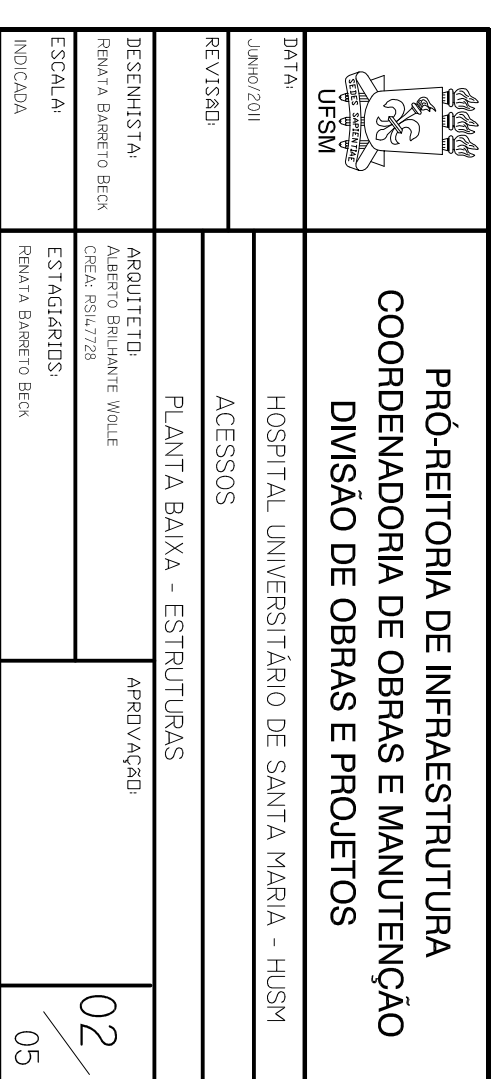 SEDES SAPIENTIAE
UFSM
PRÓ-REITORIA DE INFRAESTRUTURA
COORDENADORIA DE OBRAS E MANUTENÇÃO
DIVISÃO DE OBRAS E PROJETOS
DATA:
JUNHO/2011
HOSPITAL UNIVERSITÁRIO DE SANTA MARIA - HUSM
REVISÃO:
ACESSOS
PLANTA BAIXA - ESTRUTURAS
DESENHISTA:
RENATA BARRETO BECK
ARQUITETO:
ALBERTO BRILHANTE WOLLE
CREA: RS147728
APROVAÇÃO:
ESCALA:
INDICADA
ESTAGIÁRIOS:
RENATA BARRETO BECK
02/05